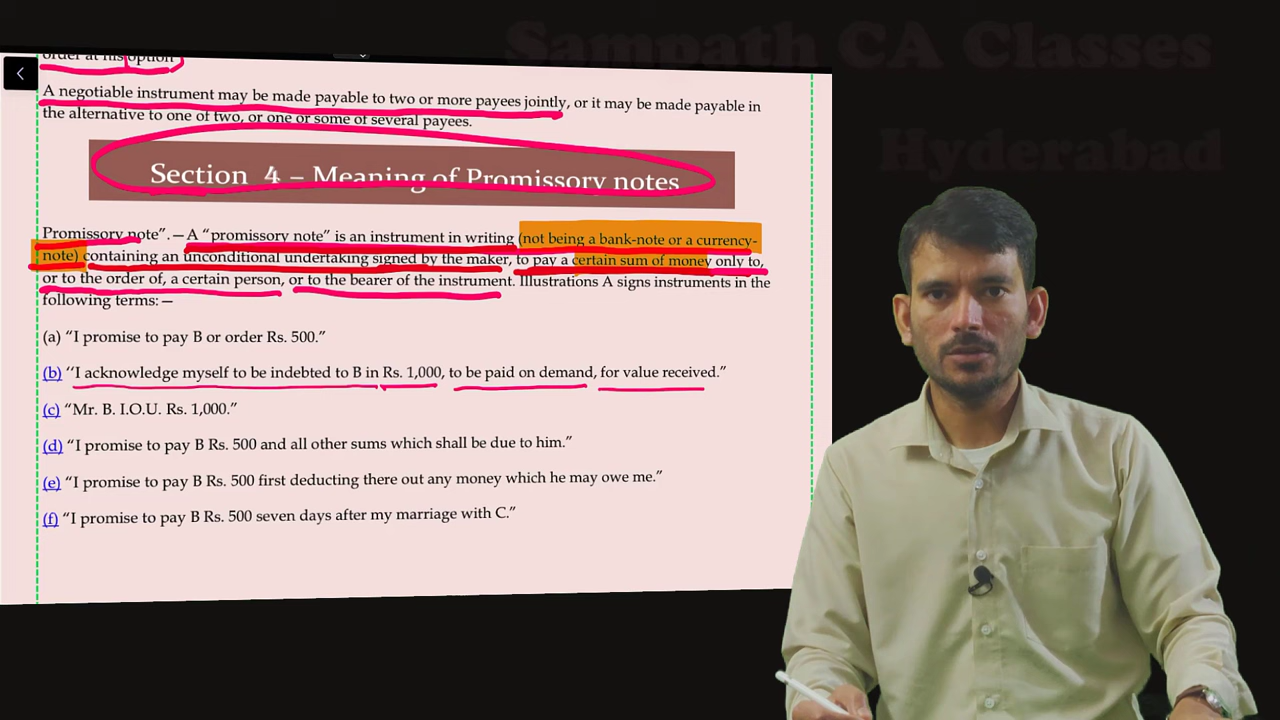 Sampath CA Classes
Hyderabad
order at his option
A negotiable instrument may be made payable to two or more payees jointly, or it may be made payable in
the alternative to one of two, or one or some of several payees.
Section 4 – Meaning of Promissory notes
Promissory note”.—A “promissory note” is an instrument in writing (not being a bank-note or a currency-
note) containing an unconditional undertaking signed by the maker, to pay a certain sum of money only to,
or to the order of, a certain person, or to the bearer of the instrument. Illustrations A signs instruments in the
following terms:—
(a) “I promise to pay B or order Rs. 500.”
(b) “I acknowledge myself to be indebted to B in Rs. 1,000, to be paid on demand, for value received.”
(c) “Mr. B. I.O.U. Rs. 1,000.”
(d) “I promise to pay B Rs. 500 and all other sums which shall be due to him.”
(e) “I promise to pay B Rs. 500 first deducting there out any money which he may owe me.”
(f) “I promise to pay B Rs. 500 seven days after my marriage with C.”